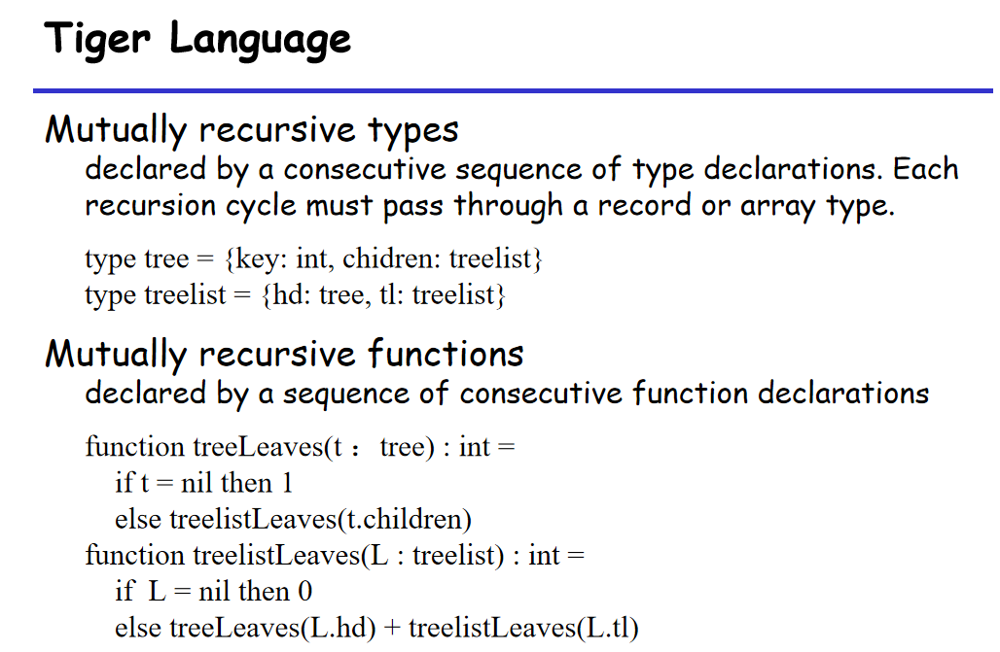 Tiger Language
Mutually recursive types
declared by a consecutive sequence of type declarations. Each
recursion cycle must pass through a record or array type.
type tree = {key: int, chidren: treelist}
type treelist = {hd: tree, tl: treelist}
Mutually recursive functions
declared by a sequence of consecutive function declarations
function treeLeaves(t ： tree) : int =
if t = nil then 1
else treelistLeaves(t.children)
function treelistLeaves(L : treelist) : int =
if L = nil then 0
else treeLeaves(L.hd) + treelistLeaves(L.tl)